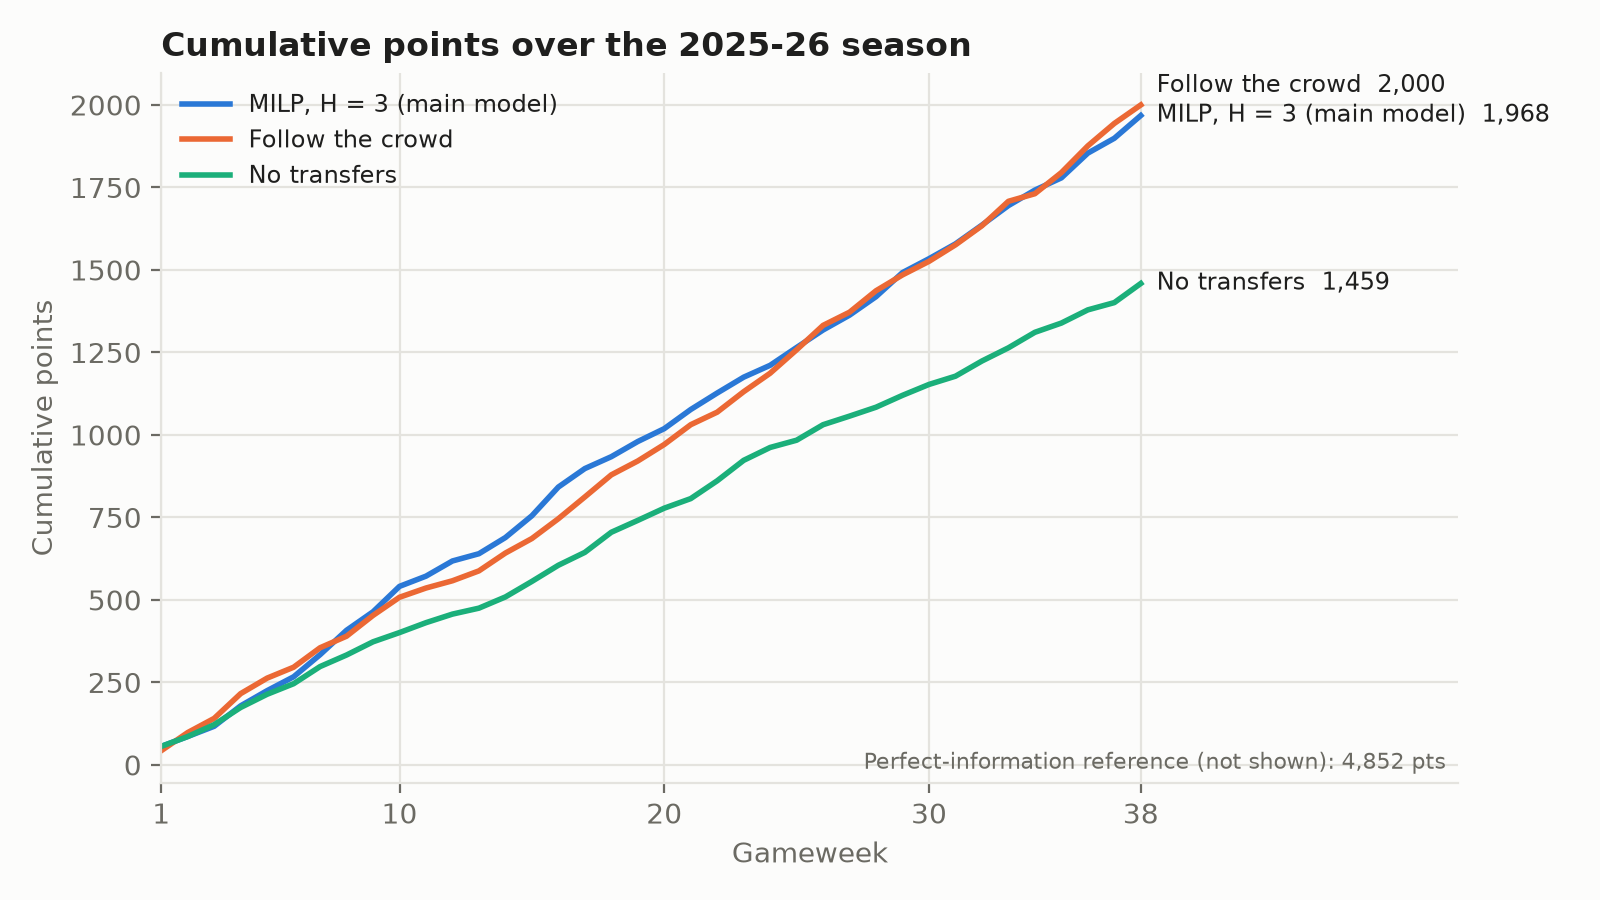 Cumulative points over the 2025-26 season
Follow the crowd 2,000
MILP, H = 3 (main model) 1,968
No transfers 1,459
MILP, H = 3 (main model)
Follow the crowd
No transfers
Cumulative points
2000
1750
1500
1250
1000
750
500
250
0
Perfect-information reference (not shown): 4,852 pts
1 10 20 30 38
Gameweek